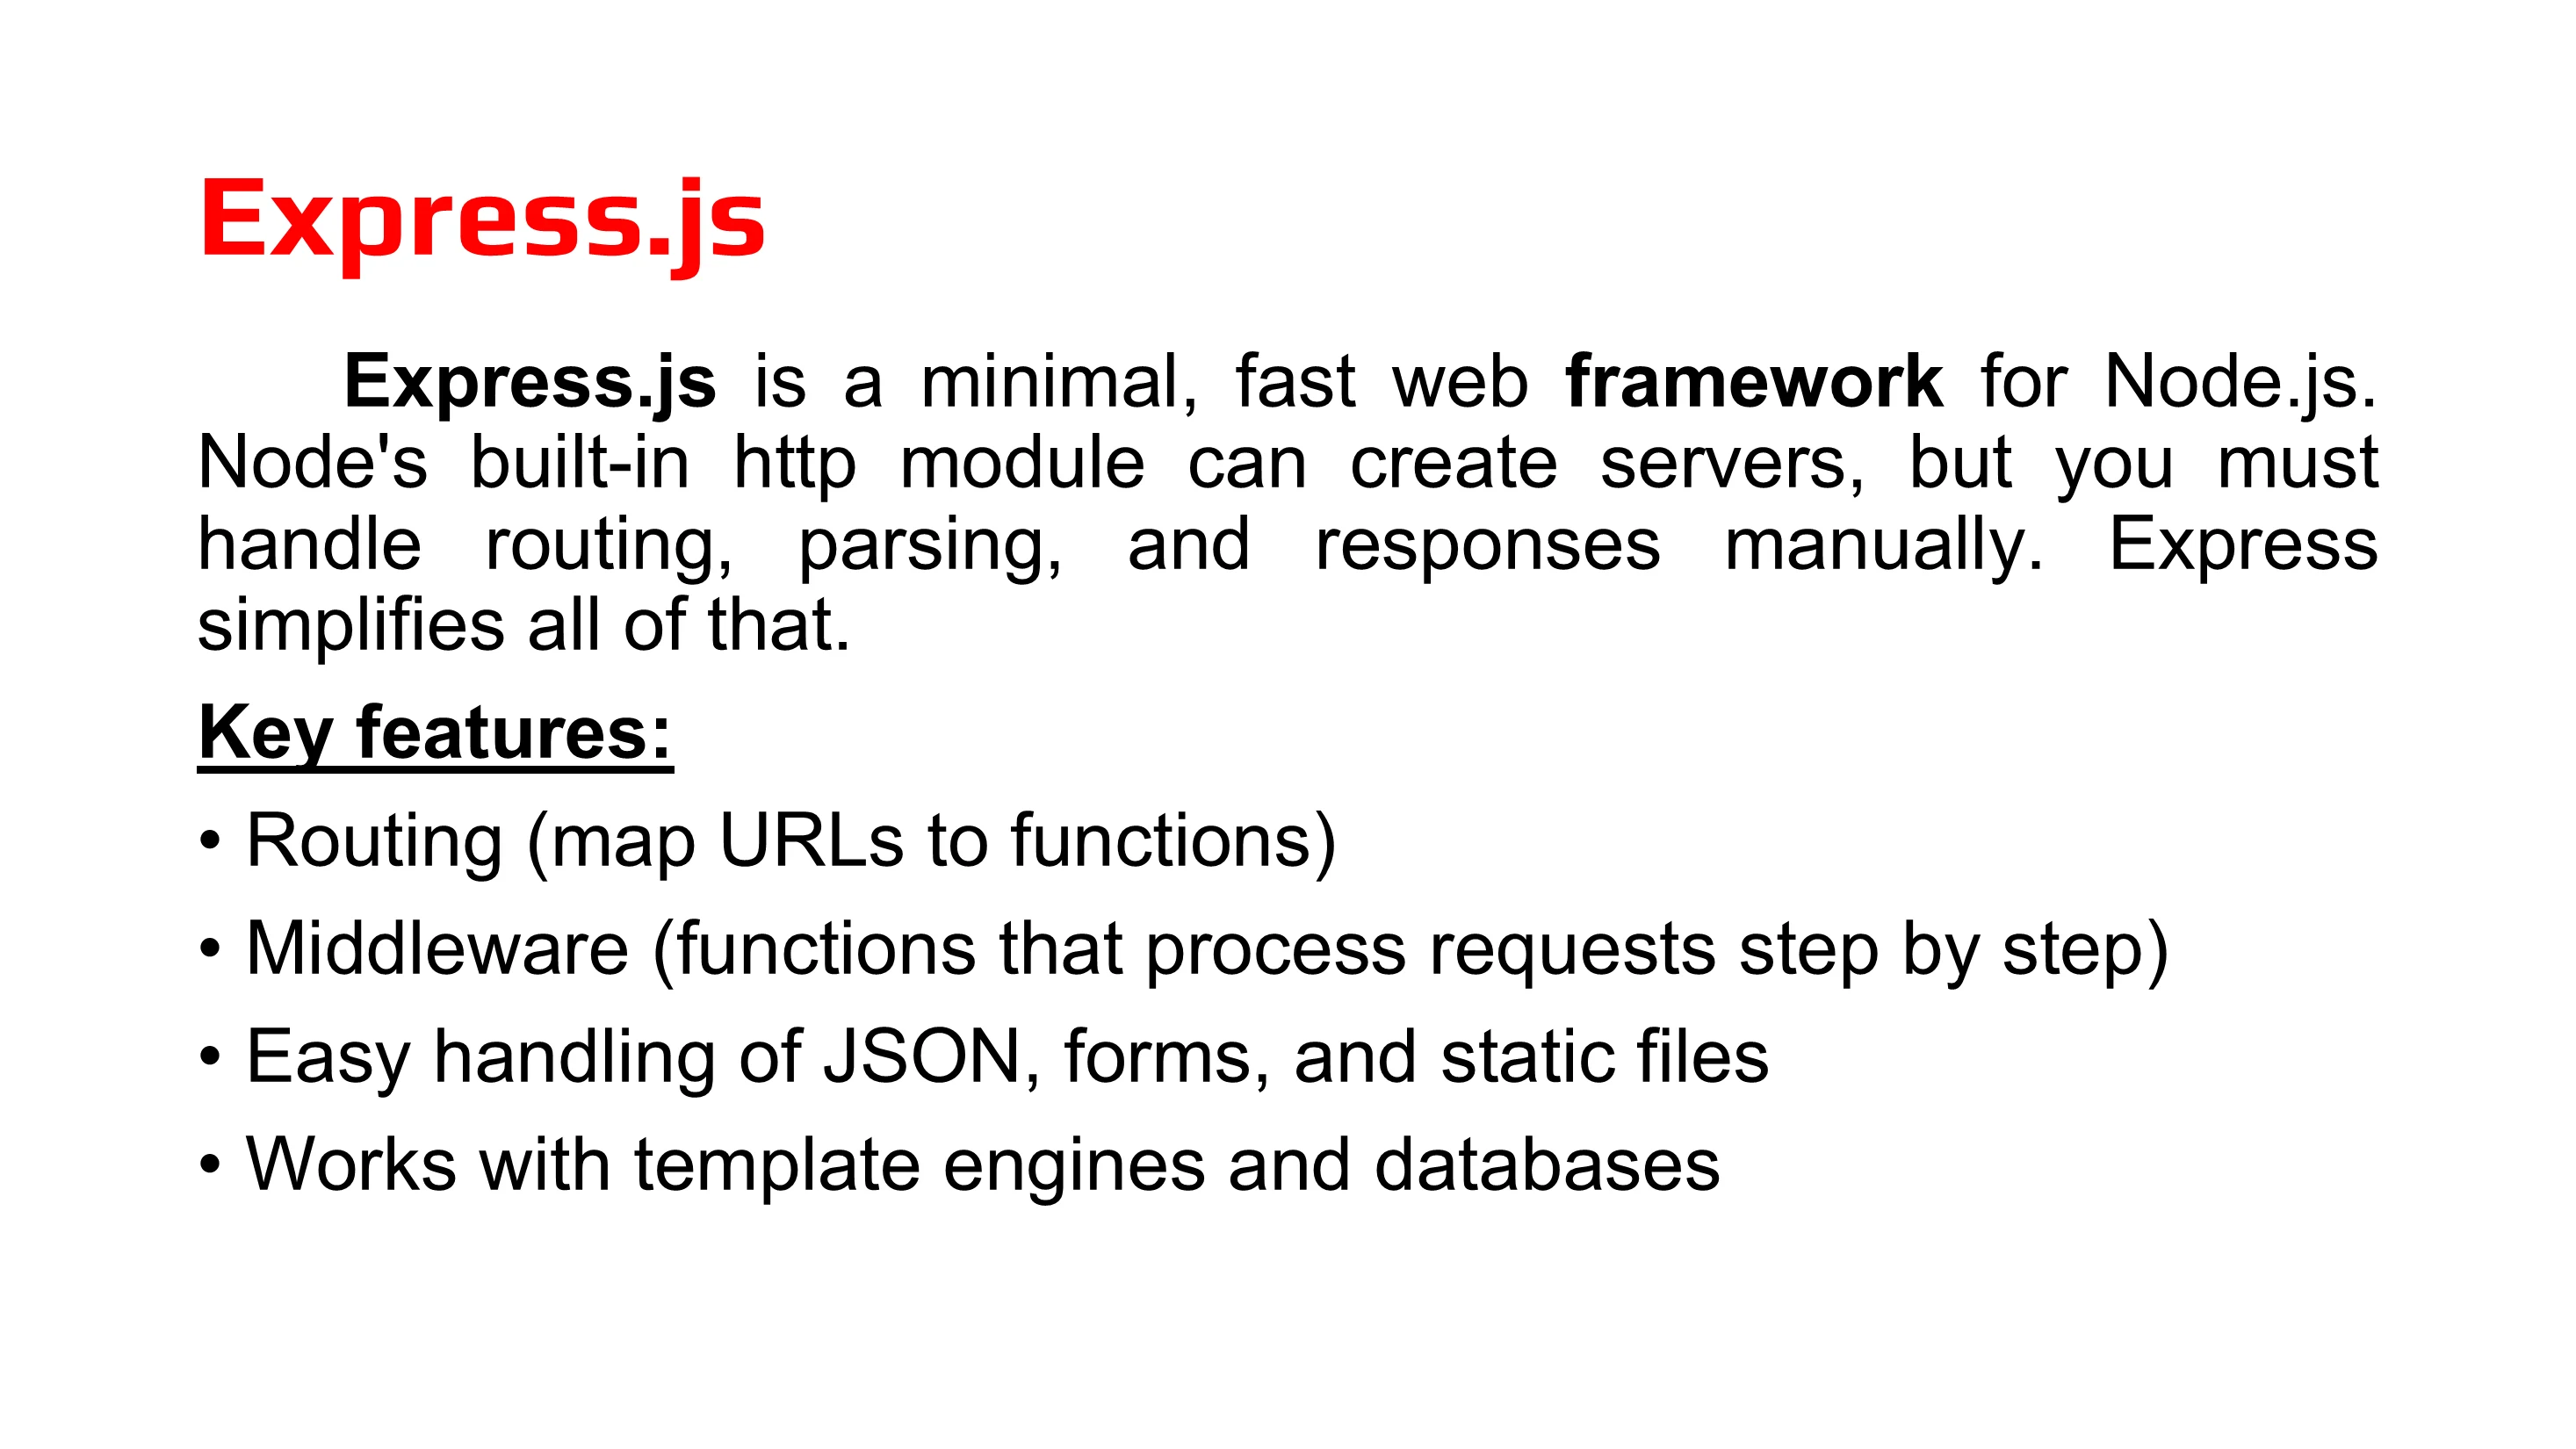 Express.js
Express.js is a minimal, fast web framework for Node.js.
Node's built-in http module can create servers, but you must
handle routing, parsing, and responses manually. Express
simplifies all of that.
Key features:
• Routing (map URLs to functions)
• Middleware (functions that process requests step by step)
• Easy handling of JSON, forms, and static files
• Works with template engines and databases